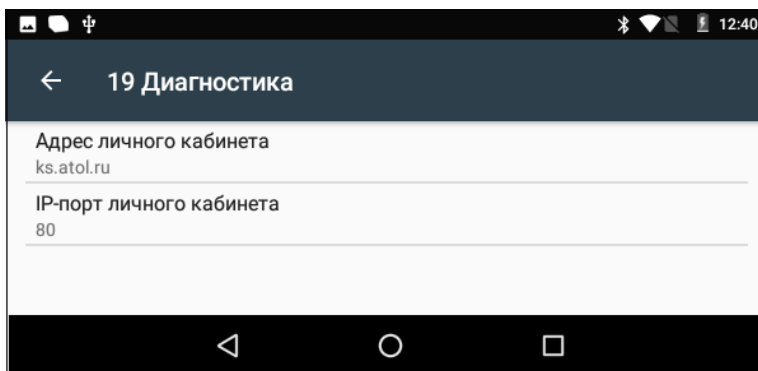 12:40
19 Диагностика
Адрес личного кабинета
ks.atol.ru
IP-порт личного кабинета
80